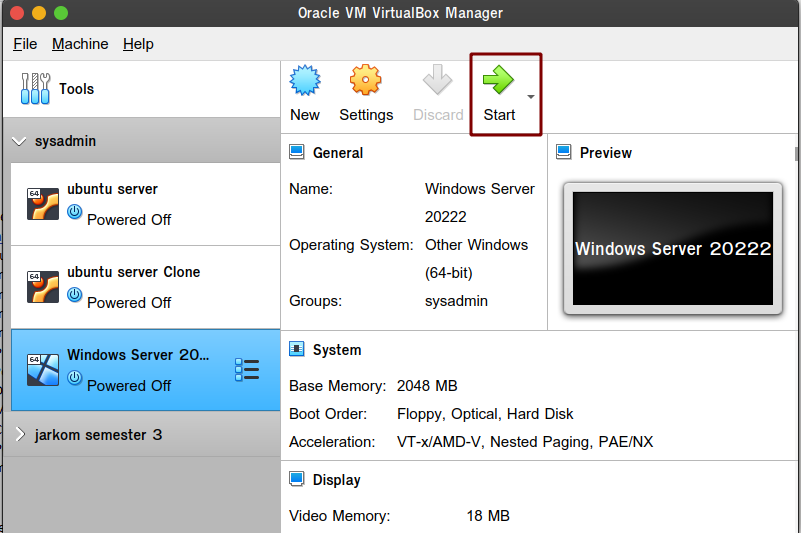 Oracle VM VirtualBox Manager
File Machine Help
Tools
New Settings Discard Start
sysadmin
64
ubuntu server
Powered Off
64
ubuntu server Clone
Powered Off
64
Windows Server 20...
Powered Off
jarkom semester 3
General
Name: Windows Server
20222
Operating System: Other Windows
(64-bit)
Groups: sysadmin
Preview
Windows Server 20222
System
Base Memory: 2048 MB
Boot Order: Floppy, Optical, Hard Disk
Acceleration: VT-x/AMD-V, Nested Paging, PAE/NX
Display
Video Memory: 18 MB